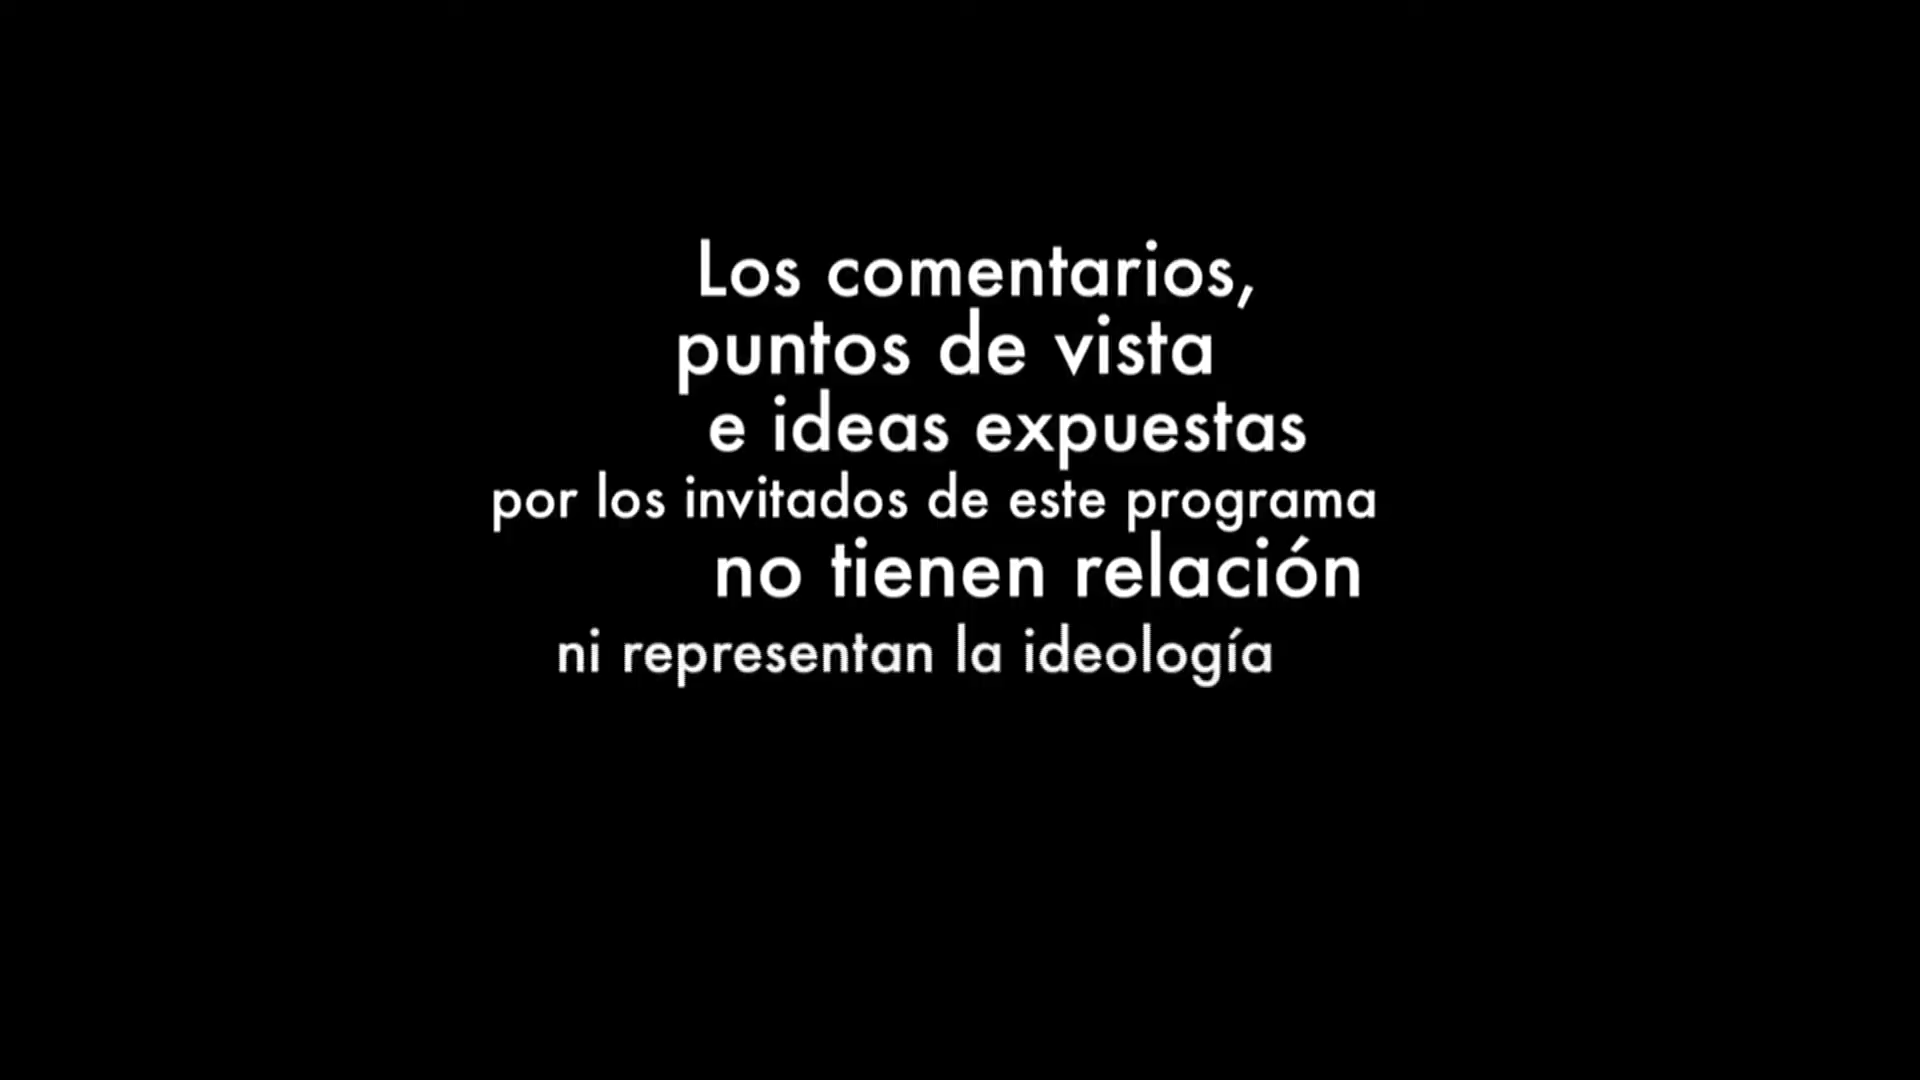 Los comentarios,
puntos de vista
e ideas expuestas
por los invitados de este programa
no tienen relación
ni representan la ideología